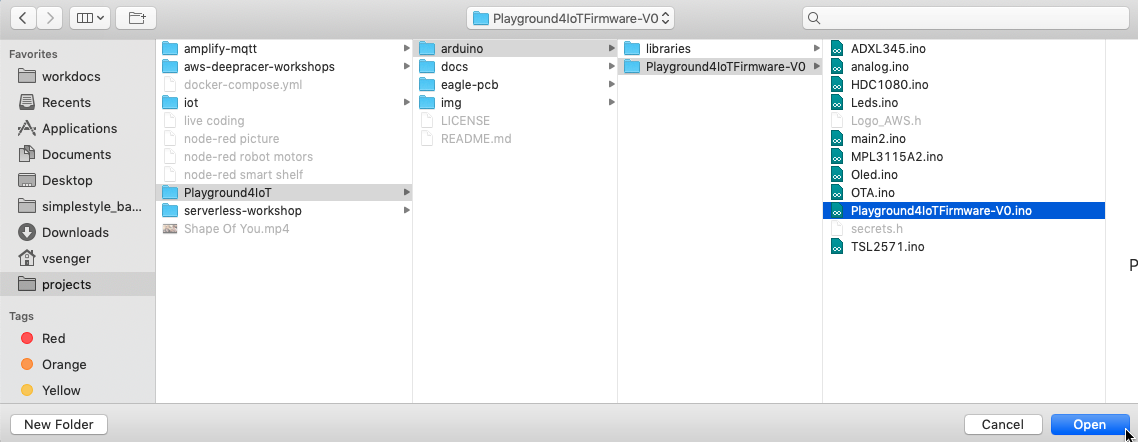 Playground4IoTFirmware-V0
Favorites
workdocs
Recents
Applications
Documents
Desktop
simplestyle_ba...
Downloads
vsenger
projects
Tags
Red
Orange
Yellow
amplify-mqtt
aws-deepracer-workshops
docker-compose.yml
iot
live coding
node-red picture
node-red robot motors
node-red smart shelf
Playground4IoT
serverless-workshop
Shape Of You.mp4
arduino
docs
eagle-pcb
img
LICENSE
README.md
libraries
Playground4IoTFirmware-V0
ADXL345.ino
analog.ino
HDC1080.ino
Leds.ino
Logo_AWS.h
main2.ino
MPL3115A2.ino
Oled.ino
OTA.ino
Playground4IoTFirmware-V0.ino
secrets.h
TSL2571.ino
P
New Folder
Cancel
Open